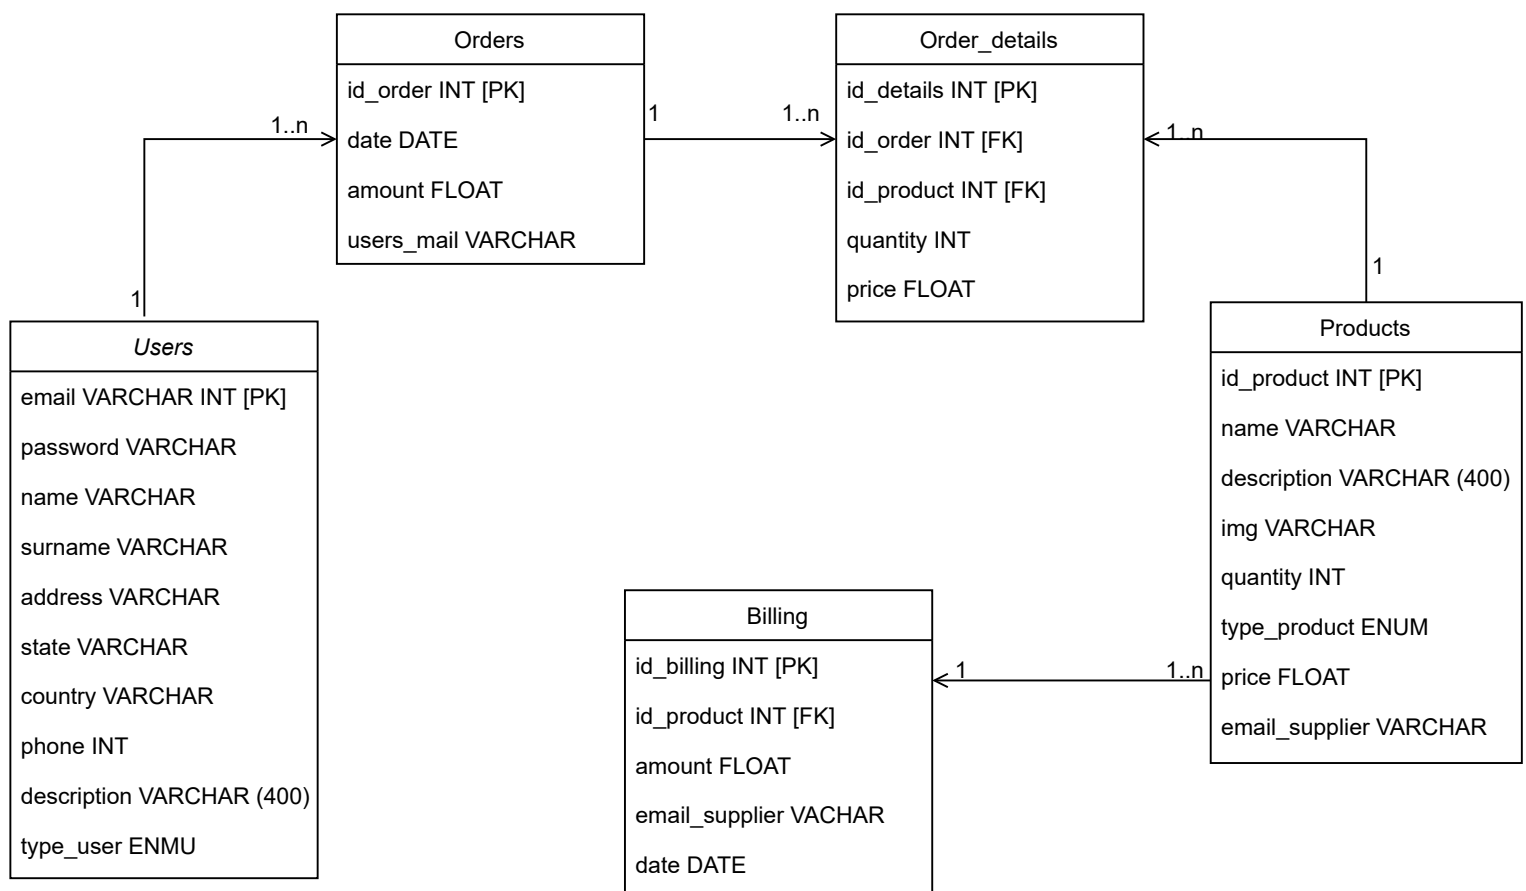 Orders
id_order INT [PK]
date DATE
amount FLOAT
users_mail VARCHAR
1..n
1
1
1..n
Order_details
id_details INT [PK]
id_order INT [FK]
id_product INT [FK]
quantity INT
price FLOAT
1..n
1
Users
email VARCHAR INT [PK]
password VARCHAR
name VARCHAR
surname VARCHAR
address VARCHAR
state VARCHAR
country VARCHAR
phone INT
description VARCHAR (400)
type_user ENMU
Products
id_product INT [PK]
name VARCHAR
description VARCHAR (400)
img VARCHAR
quantity INT
type_product ENUM
price FLOAT
email_supplier VARCHAR
Billing
id_billing INT [PK]
id_product INT [FK]
amount FLOAT
email_supplier VACHAR
date DATE
1
1..n